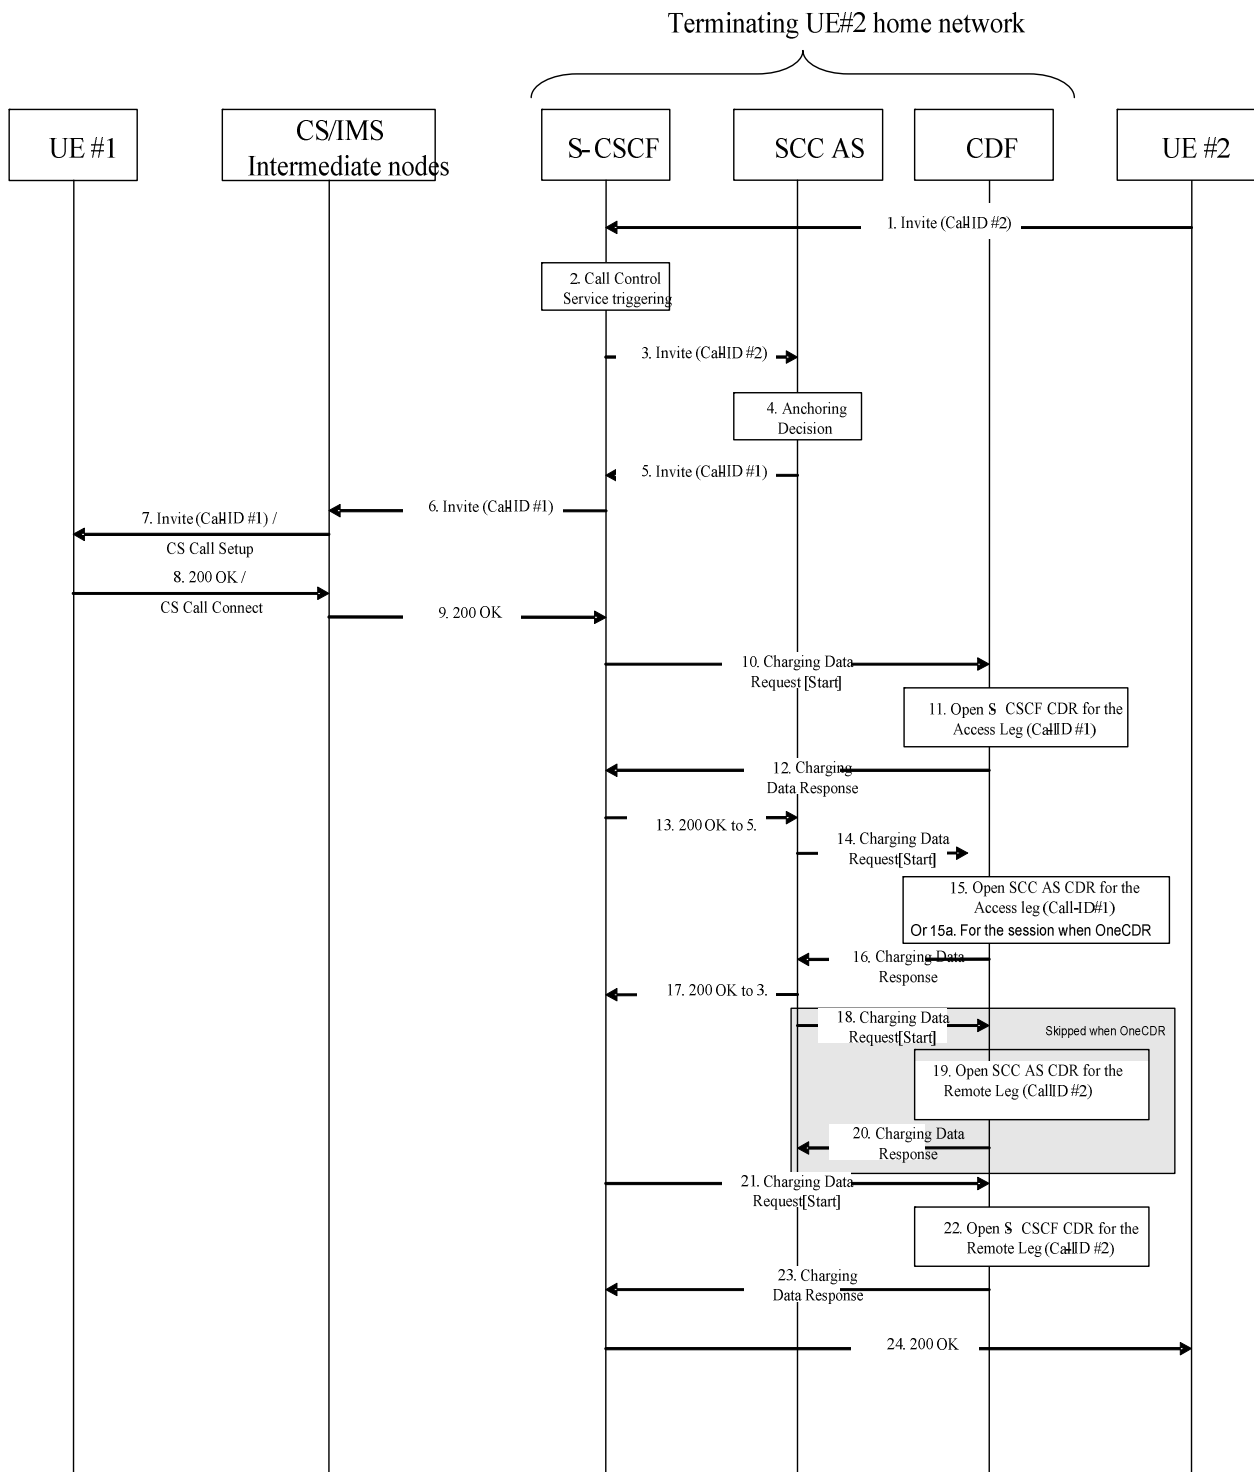 Terminating UE#2 home network
UE #1
CS/IMS
Intermediate nodes
S-CSCF
SCC AS
CDF
UE #2
1. Invite (Call-ID #2)
2. Call Control
Service triggering
3. Invite (Call-ID #2)
4. Anchoring
Decision
5. Invite (Call-ID #1)
6. Invite (Call-ID #1)
7. Invite (Call-ID #1) /
CS Call Setup
8. 200 OK /
CS Call Connect
9. 200 OK
10. Charging Data
Request [Start]
11. Open S CSCF CDR for the
Access Leg (Call-ID #1)
12. Charging
Data Response
13. 200 OK to 5.
14. Charging Data
Request[Start]
15. Open SCC AS CDR for the
Access leg (Call-ID#1)
Or 15a. For the session when OneCDR
16. Charging Data
Response
17. 200 OK to 3.
18. Charging Data
Request[Start]
Skipped when OneCDR
19. Open SCC AS CDR for the
Remote Leg (Call-ID #2)
20. Charging Data
Response
21. Charging Data
Request[Start]
22. Open S CSCF CDR for the
Remote Leg (Call-ID #2)
23. Charging
Data Response
24. 200 OK